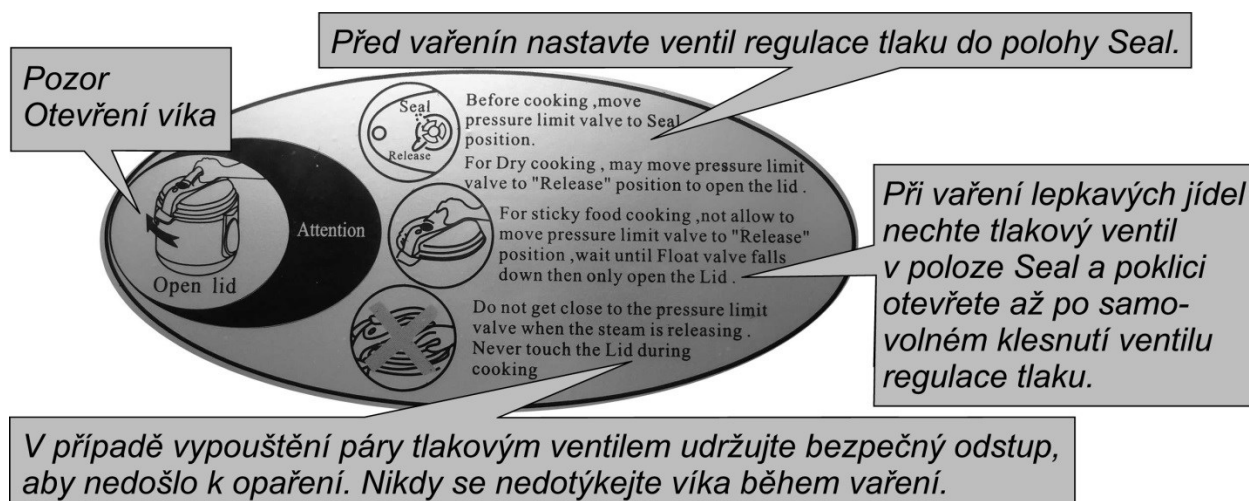 Před vařenín nastavte ventil regulace tlaku do polohy Seal.
Pozor
Otevření víka
Seal
Release
Before cooking ,move
pressure limit valve to Seal
position.
For Dry cooking , may move pressure limit
valve to "Release" position to open the lid .
Attention
Open lid
For sticky food cooking ,not allow to
move pressure limit valve to "Release"
position ,wait until Float valve falls
down then only open the Lid .
Při vaření lepkavých jídel
nechte tlakový ventil
v poloze Seal a poklici
otevřete až po samo-
volném klesnutí ventilu
regulace tlaku.
Do not get close to the pressure limit
valve when the steam is releasing .
Never touch the Lid during
cooking
V případě vypouštění páry tlakovým ventilem udržujte bezpečný odstup,
aby nedošlo k opaření. Nikdy se nedotýkejte víka během vaření.